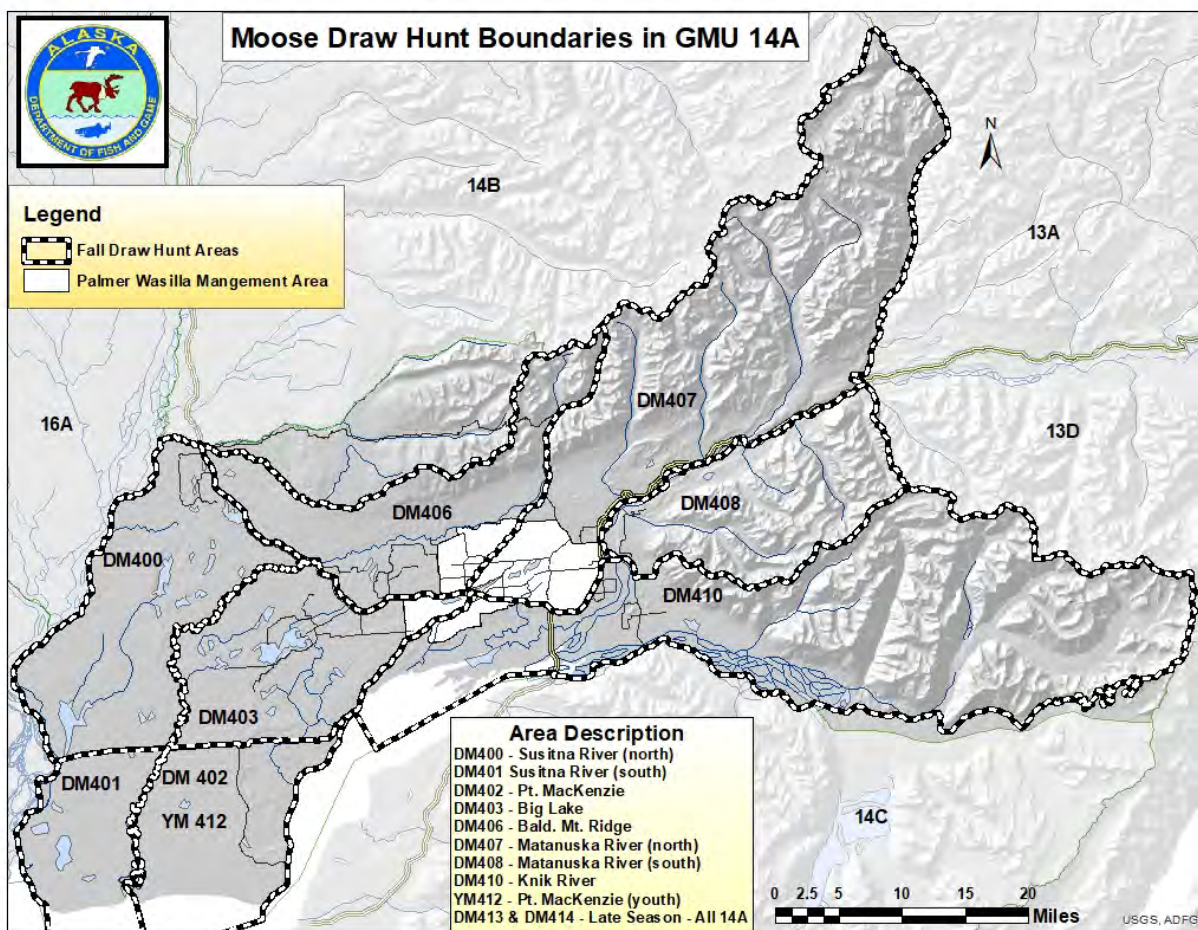 Moose Draw Hunt Boundaries in GMU 14A
ALASKA
DEPARTMENT OF FISH AND GAME
Legend
Fall Draw Hunt Areas
Palmer Wasilla Mangement Area
N
14B
13A
16A
13D
14C
DM407
DM408
DM406
DM400
DM410
DM403
DM401
DM 402
YM 412
Area Description
DM400 - Susitna River (north)
DM401 Susitna River (south)
DM402 - Pt. MacKenzie
DM403 - Big Lake
DM406 - Bald. Mt. Ridge
DM407 - Matanuska River (north)
DM408 - Matanuska River (south)
DM410 - Knik River
YM412 - Pt. MacKenzie (youth)
DM413 & DM414 - Late Season - All 14A
0 2.5 5 10 15 20
Miles
USGS, ADFG